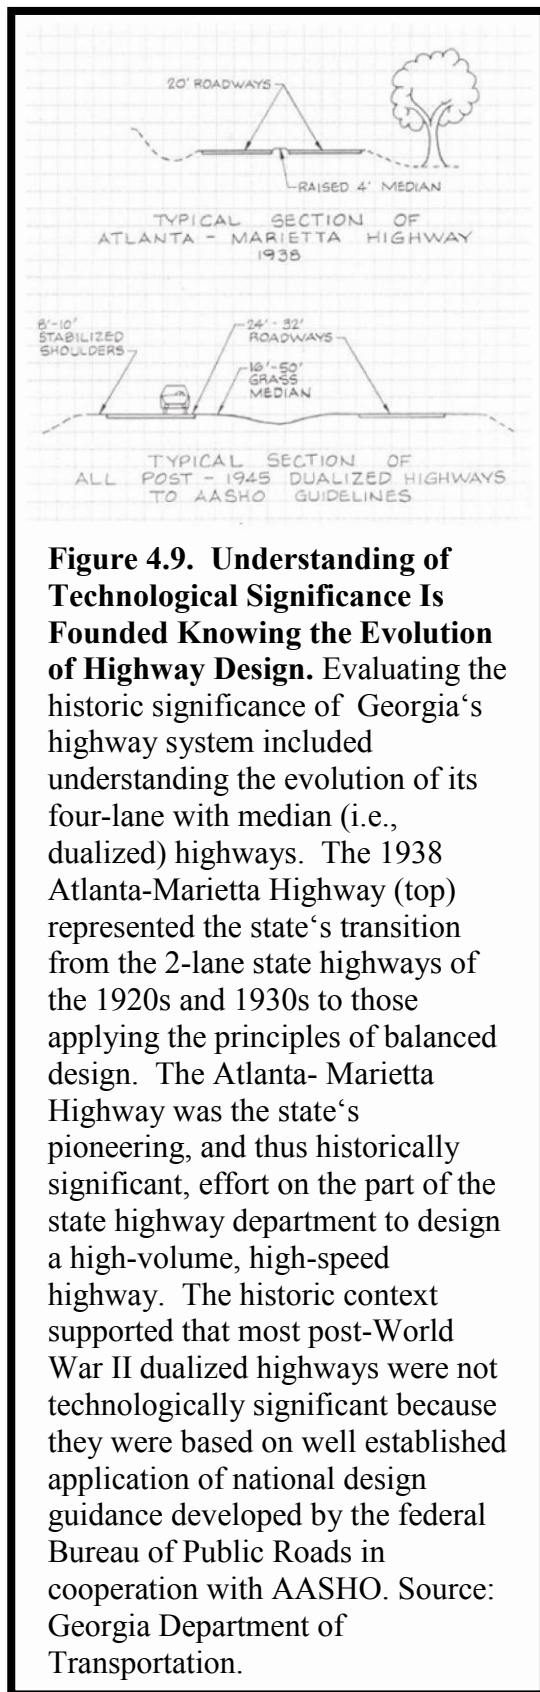 20' ROADWAYS
RAISED 4' MEDIAN
TYPICAL SECTION OF
ATLANTA - MARIETTA HIGHWAY
1938
8'-10'
STABILIZED
SHOULDERS
24' - 32'
ROADWAYS
16'-50'
GRASS
MEDIAN
TYPICAL SECTION OF
ALL POST - 1945 DUALIZED HIGHWAYS
TO AASHO GUIDELINES
Figure 4.9. Understanding of
Technological Significance Is
Founded Knowing the Evolution
of Highway Design. Evaluating the
historic significance of Georgia‘s
highway system included
understanding the evolution of its
four-lane with median (i.e.,
dualized) highways. The 1938
Atlanta-Marietta Highway (top)
represented the state‘s transition
from the 2-lane state highways of
the 1920s and 1930s to those
applying the principles of balanced
design. The Atlanta- Marietta
Highway was the state‘s
pioneering, and thus historically
significant, effort on the part of the
state highway department to design
a high-volume, high-speed
highway. The historic context
supported that most post-World
War II dualized highways were not
technologically significant because
they were based on well established
application of national design
guidance developed by the federal
Bureau of Public Roads in
cooperation with AASHO. Source:
Georgia Department of
Transportation.